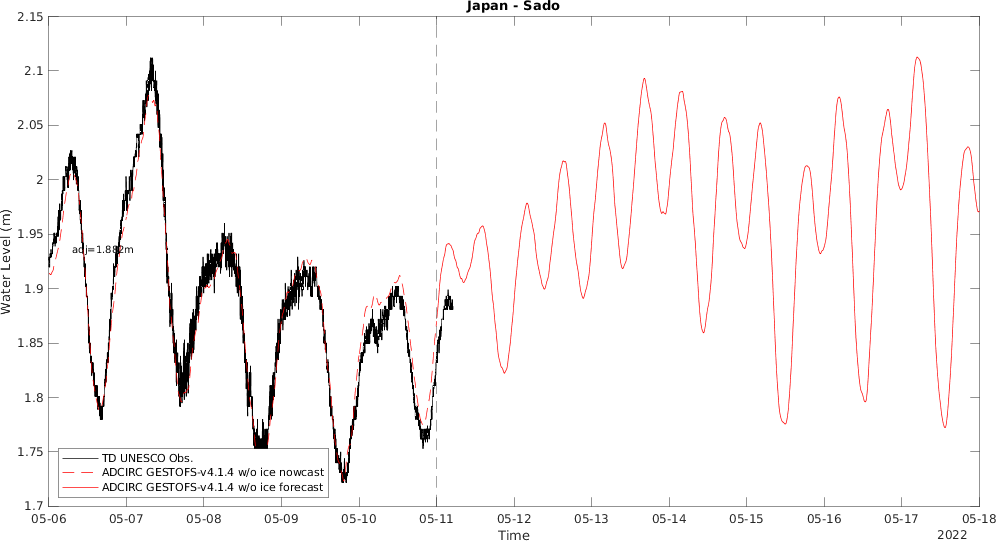 Japan - Sado
2.15
2.1
2.05
2
1.95
1.9
1.85
1.8
1.75
1.7
Water Level (m)
adj=1.882m
TD UNESCO Obs.
ADCIRC GESTOFS-v4.1.4 w/o ice nowcast
ADCIRC GESTOFS-v4.1.4 w/o ice forecast
05-06 05-07 05-08 05-09 05-10 05-11 05-12 05-13 05-14 05-15 05-16 05-17 05-18
Time
2022